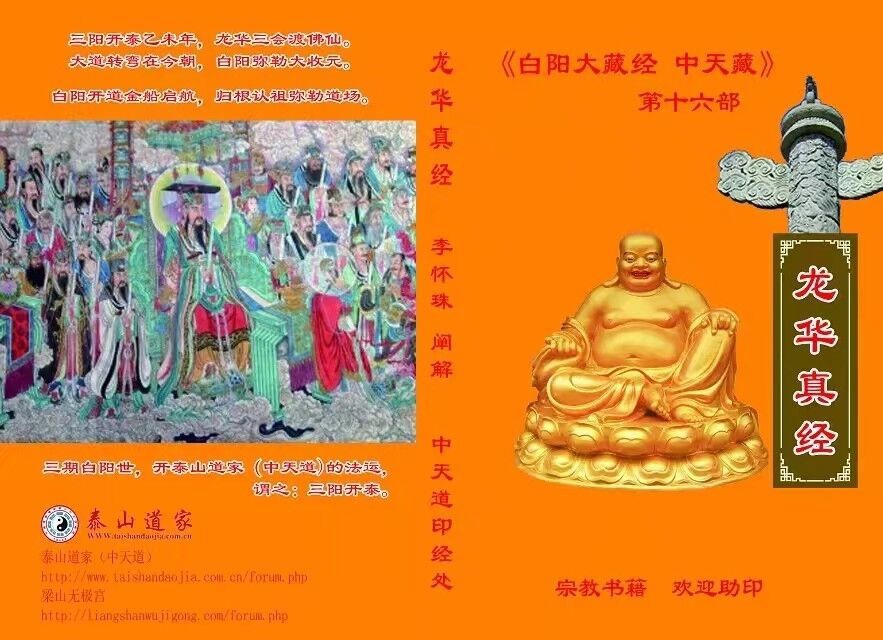 三阳开泰乙未年，龙华三会渡佛仙。
大道转弯在今朝，白阳弥勒大收元。
白阳开道金船启航，归根认祖弥勒道场。
三期白阳世，开泰山道家（中天道)的法运，
谓之：三阳开泰。
泰山道家
www.taishandaojia.com.cn
泰山道家（中天道）
http://www.taishandaojia.com.cn/forum.php
梁山无极宫
http://liangshanwujigong.com/forum.php
龙华真经 李怀珠 阐解 中天道印经处
《白阳大藏经 中天藏》
第十六部
龙华真经
宗教书籍 欢迎助印